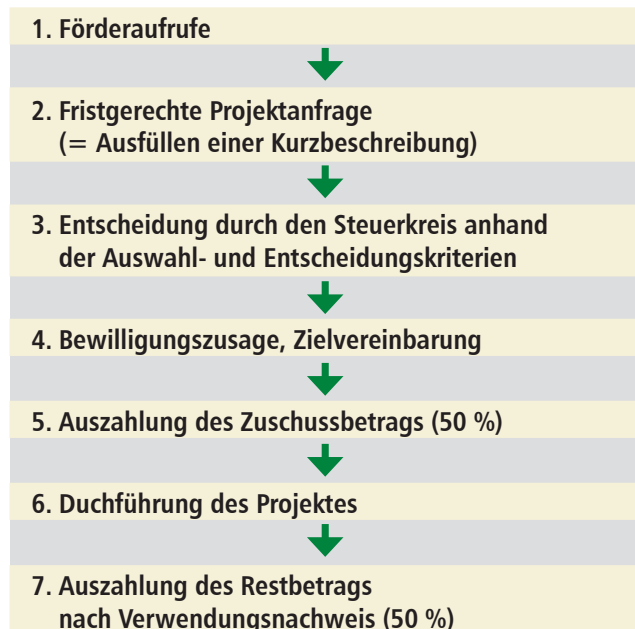 1. Förderaufrufe
2. Fristgerechte Projektanfrage
(= Ausfüllen einer Kurzbeschreibung)
3. Entscheidung durch den Steuerkreis anhand
der Auswahl- und Entscheidungskriterien
4. Bewilligungszusage, Zielvereinbarung
5. Auszahlung des Zuschussbetrags (50 %)
6. Duchführung des Projektes
7. Auszahlung des Restbetrags
nach Verwendungsnachweis (50 %)